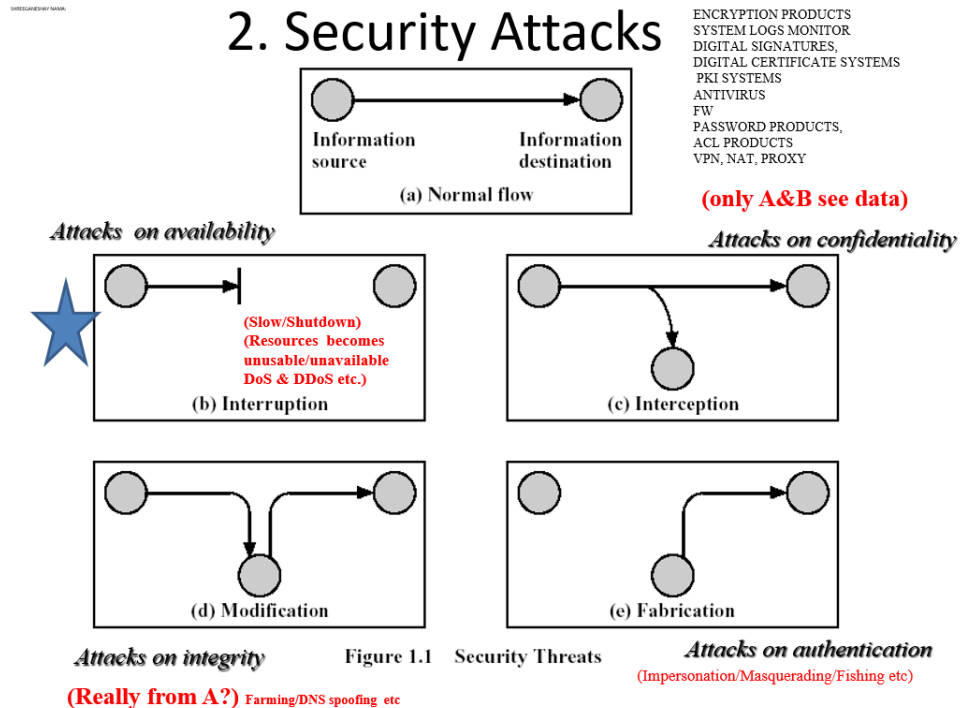 SHREEGANESHAY NAMA:
2. Security Attacks
ENCRYPTION PRODUCTS
SYSTEM LOGS MONITOR
DIGITAL SIGNATURES,
DIGITAL CERTIFICATE SYSTEMS
PKI SYSTEMS
ANTIVIRUS
FW
PASSWORD PRODUCTS,
ACL PRODUCTS
VPN, NAT, PROXY
Information source
Information destination
(a) Normal flow
(only A&B see data)
Attacks on availability
Attacks on confidentiality
(Slow/Shutdown)
(Resources becomes
unusable/unavailable
DoS & DDoS etc.)
(b) Interruption
(c) Interception
(d) Modification
(e) Fabrication
Attacks on integrity
Figure 1.1 Security Threats
Attacks on authentication
(Impersonation/Masquerading/Fishing etc)
(Really from A?) Farming/DNS spoofing etc